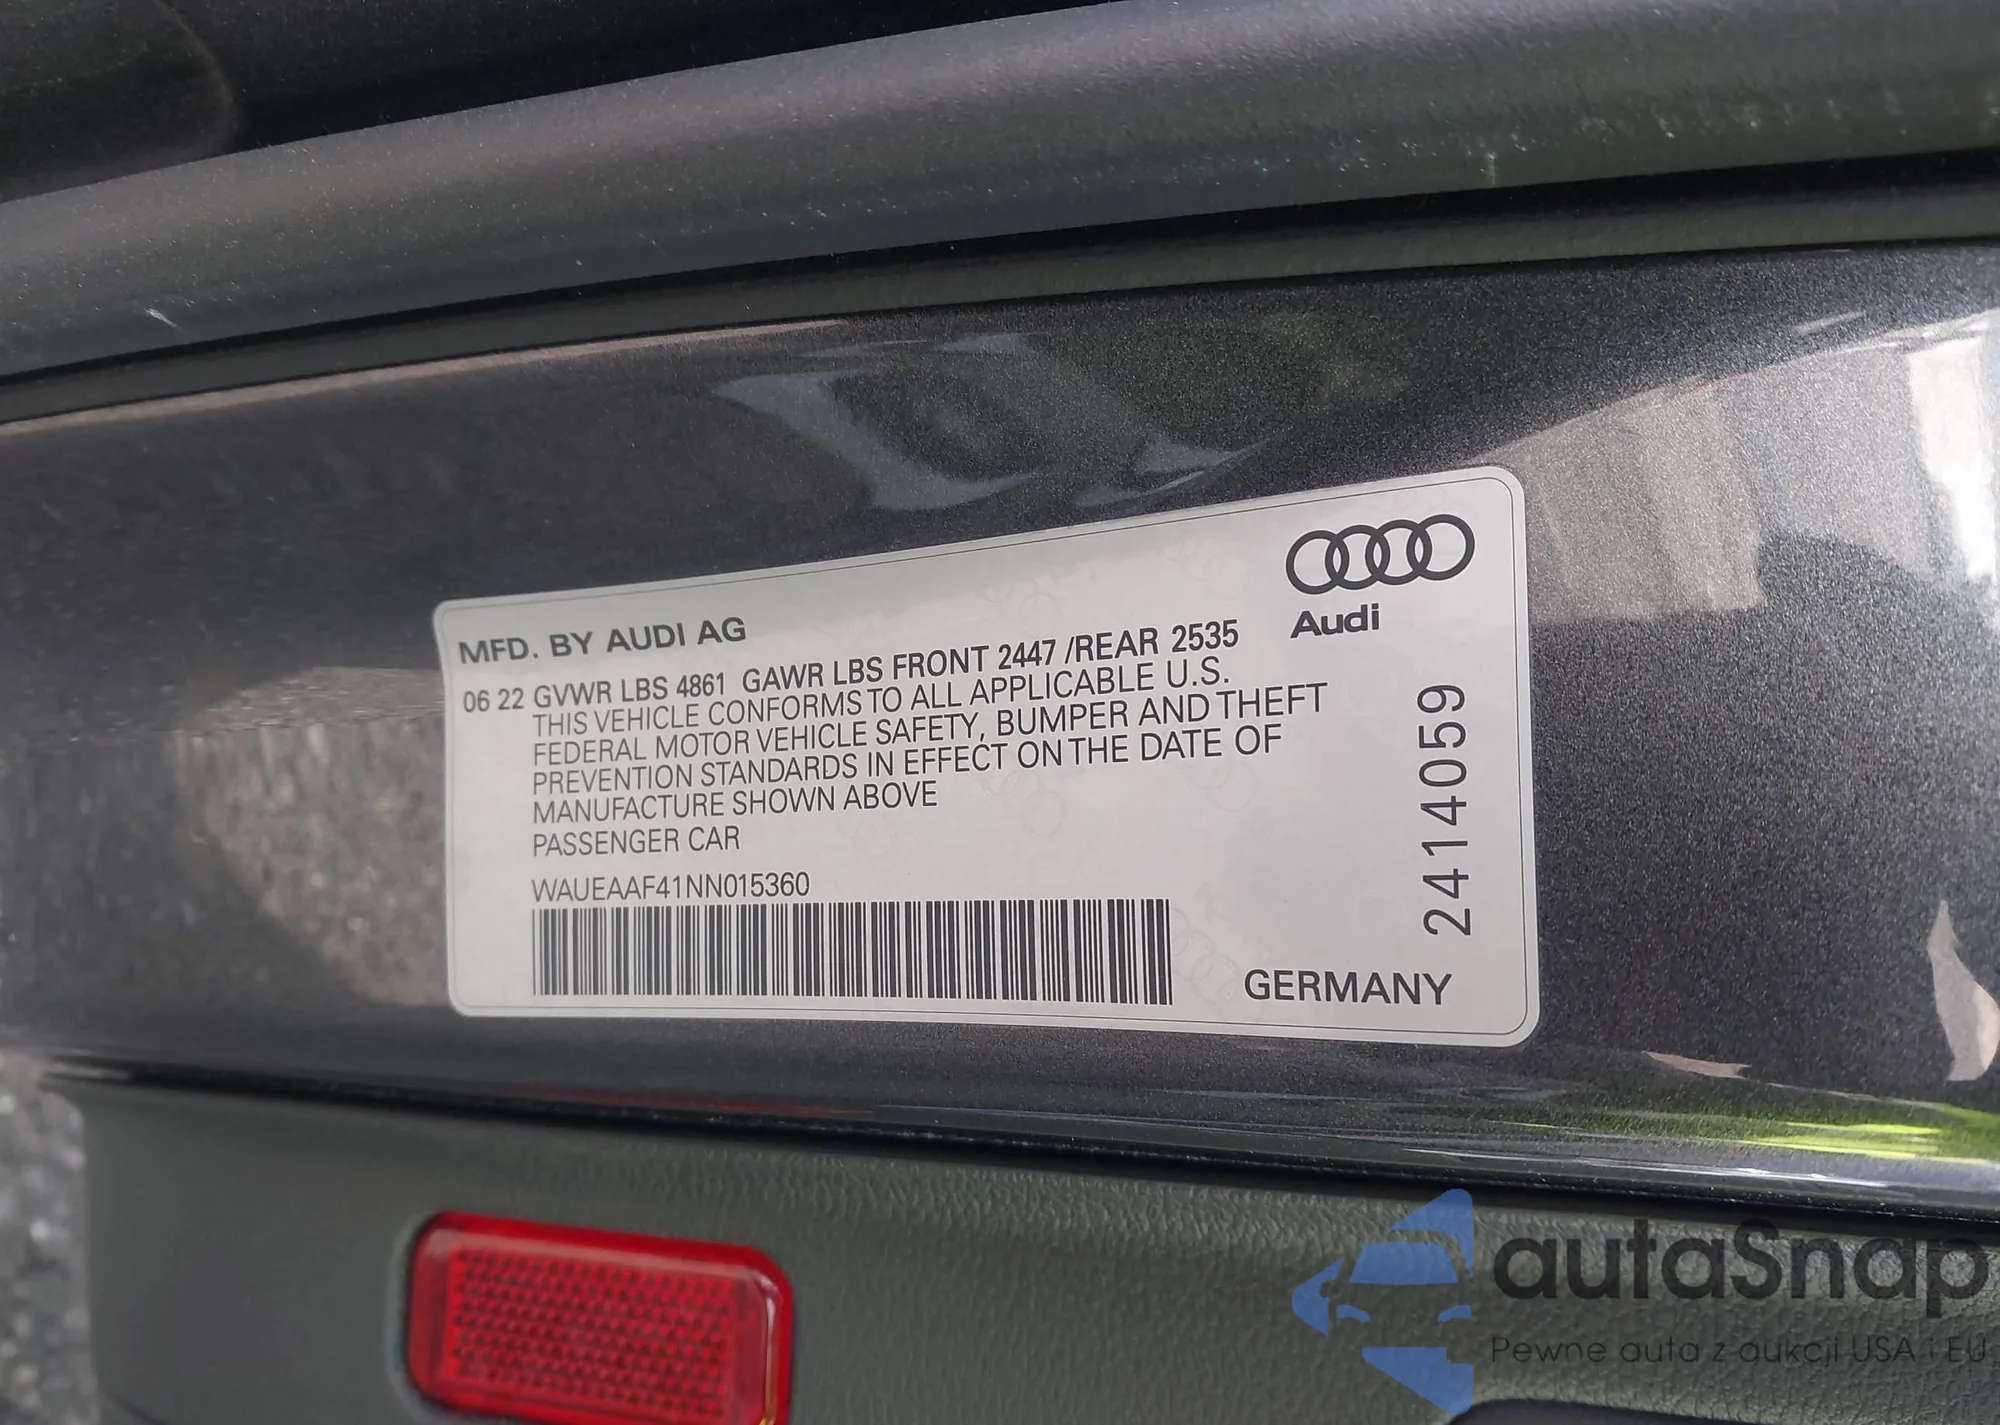 MFD. BY AUDI AG
Audi
06 22 GVWR LBS 4861 GAWR LBS FRONT 2447 /REAR 2535
THIS VEHICLE CONFORMS TO ALL APPLICABLE U.S.
FEDERAL MOTOR VEHICLE SAFETY, BUMPER AND THEFT
PREVENTION STANDARDS IN EFFECT ON THE DATE OF
MANUFACTURE SHOWN ABOVE
PASSENGER CAR
WAUEAAF41NN015360
2414059
GERMANY
autaSnap
Pewne auta z aukcji USA i EU